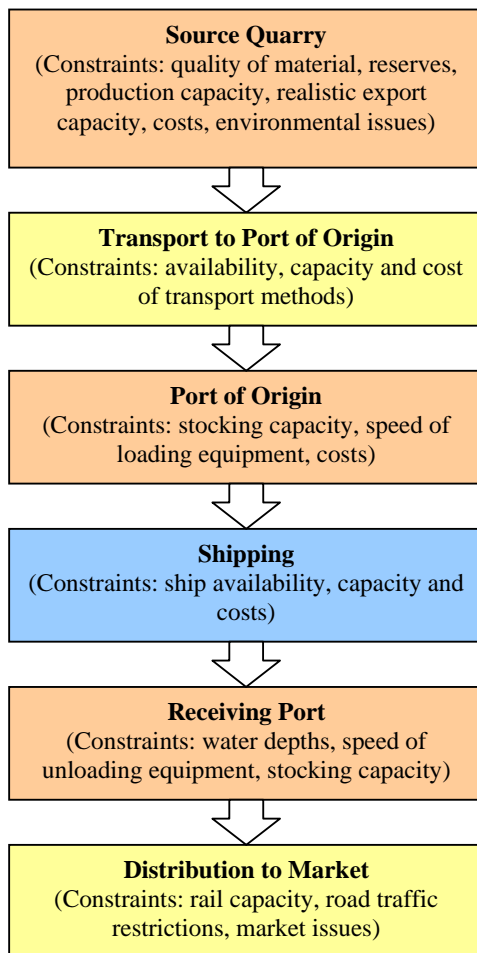 Source Quarry
(Constraints: quality of material, reserves,
production capacity, realistic export
capacity, costs, environmental issues)
Transport to Port of Origin
(Constraints: availability, capacity and cost
of transport methods)
Port of Origin
(Constraints: stocking capacity, speed of
loading equipment, costs)
Shipping
(Constraints: ship availability, capacity and
costs)
Receiving Port
(Constraints: water depths, speed of
unloading equipment, stocking capacity)
Distribution to Market
(Constraints: rail capacity, road traffic
restrictions, market issues)